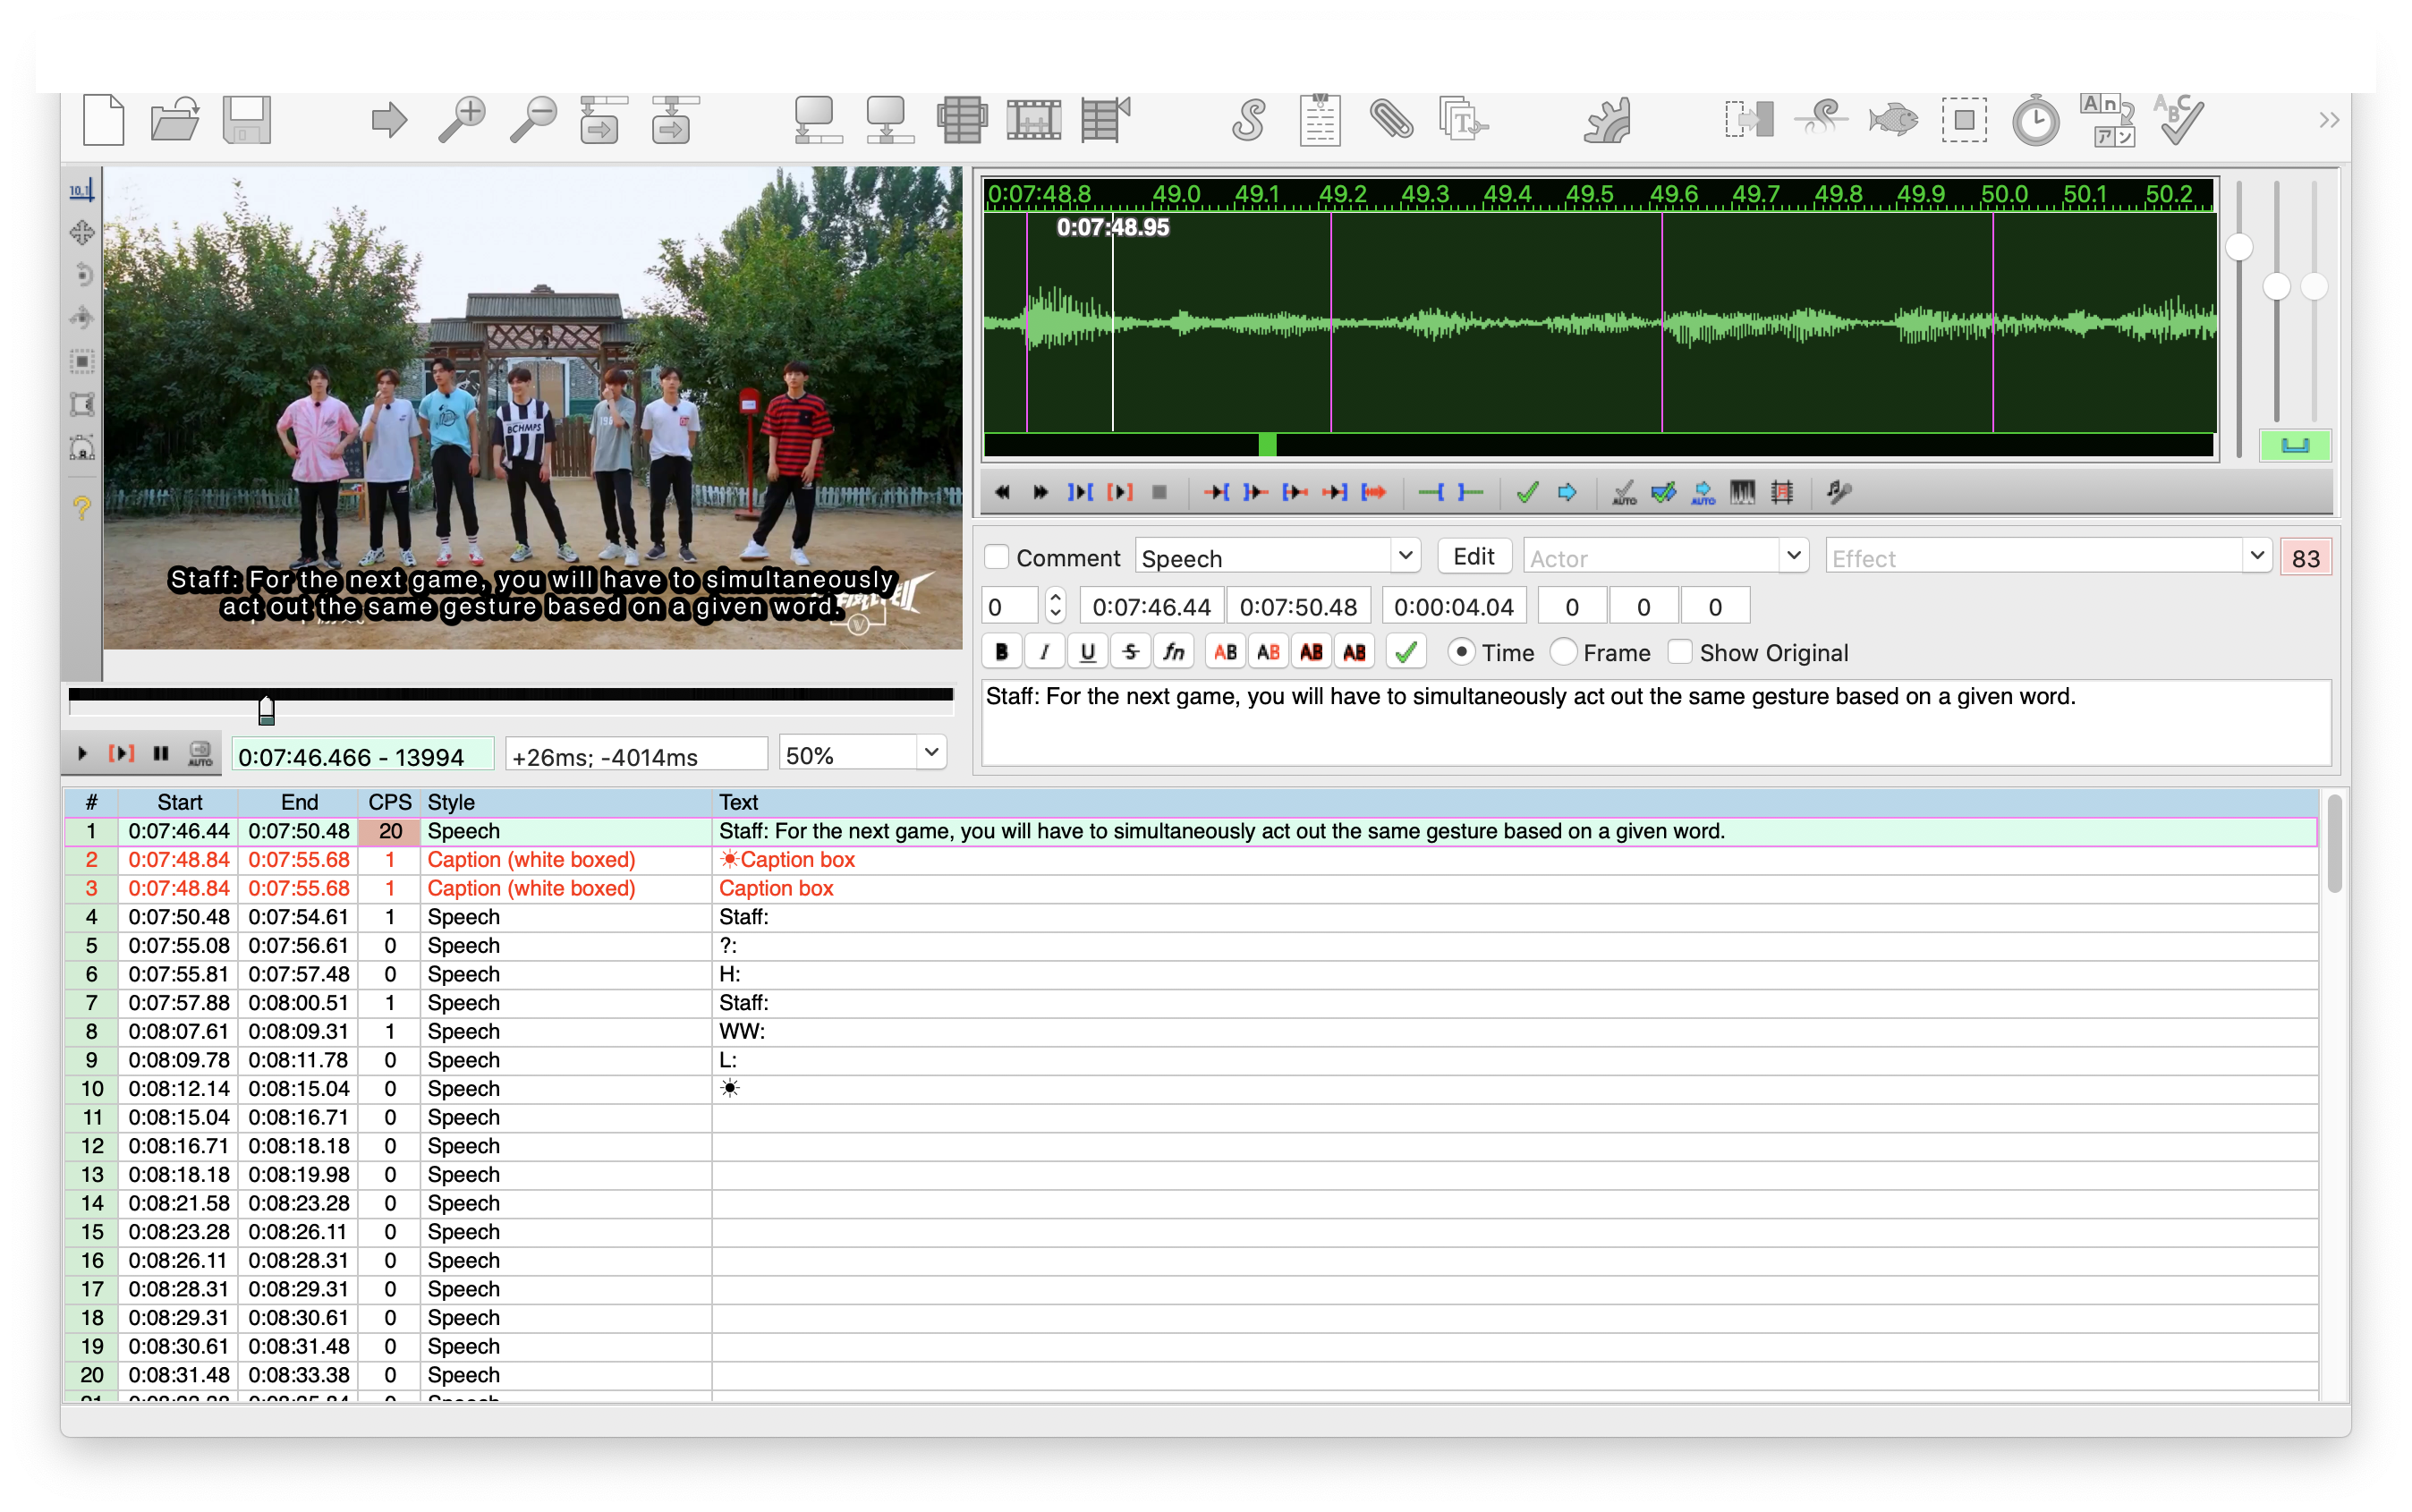 10.1
0:07:48.8 49.0 49.1 49.2 49.3 49.4 49.5 49.6 49.7 49.8 49.9 50.0 50.1 50.2
0:07:48.95
BCHMPS
Staff: For the next game, you will have to simultaneously
act out the same gesture based on a given word.
Comment Speech Edit Actor Effect 83
0 0:07:46.44 0:07:50.48 0:00:04.04 0 0 0
B I U S fn AB AB AB AB Time Frame Show Original
Staff: For the next game, you will have to simultaneously act out the same gesture based on a given word.
AUTO 0:07:46.466 - 13994 +26ms; -4014ms 50%
# Start End CPS Style Text
1 0:07:46.44 0:07:50.48 20 Speech Staff: For the next game, you will have to simultaneously act out the same gesture based on a given word.
2 0:07:48.84 0:07:55.68 1 Caption (white boxed) ☀Caption box
3 0:07:48.84 0:07:55.68 1 Caption (white boxed) Caption box
4 0:07:50.48 0:07:54.61 1 Speech Staff:
5 0:07:55.08 0:07:56.61 0 Speech ?:
6 0:07:55.81 0:07:57.48 0 Speech H:
7 0:07:57.88 0:08:00.51 1 Speech Staff:
8 0:08:07.61 0:08:09.31 1 Speech WW:
9 0:08:09.78 0:08:11.78 0 Speech L:
10 0:08:12.14 0:08:15.04 0 Speech ☀
11 0:08:15.04 0:08:16.71 0 Speech
12 0:08:16.71 0:08:18.18 0 Speech
13 0:08:18.18 0:08:19.98 0 Speech
14 0:08:21.58 0:08:23.28 0 Speech
15 0:08:23.28 0:08:26.11 0 Speech
16 0:08:26.11 0:08:28.31 0 Speech
17 0:08:28.31 0:08:29.31 0 Speech
18 0:08:29.31 0:08:30.61 0 Speech
19 0:08:30.61 0:08:31.48 0 Speech
20 0:08:31.48 0:08:33.38 0 Speech